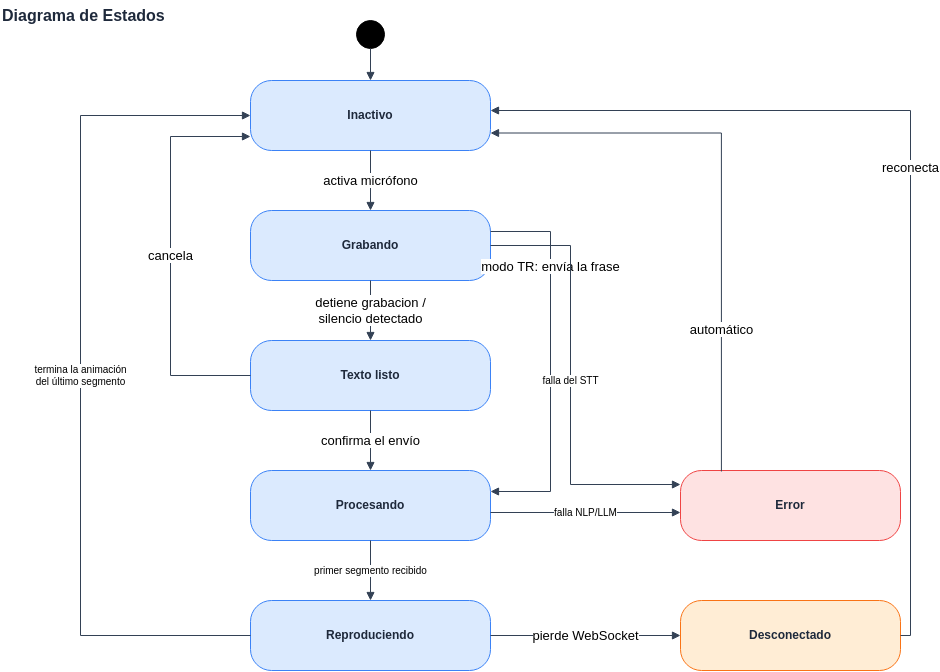 Diagrama de Estados
Inactivo
reconecta
activa micrófono
Grabando
cancela
modo TR: envía la frase
detiene grabacion /
silencio detectado
automático
termina la animación
del último segmento
Texto listo
falla del STT
confirma el envío
Procesando
falla NLP/LLM
Error
primer segmento recibido
Reproduciendo
pierde WebSocket
Desconectado